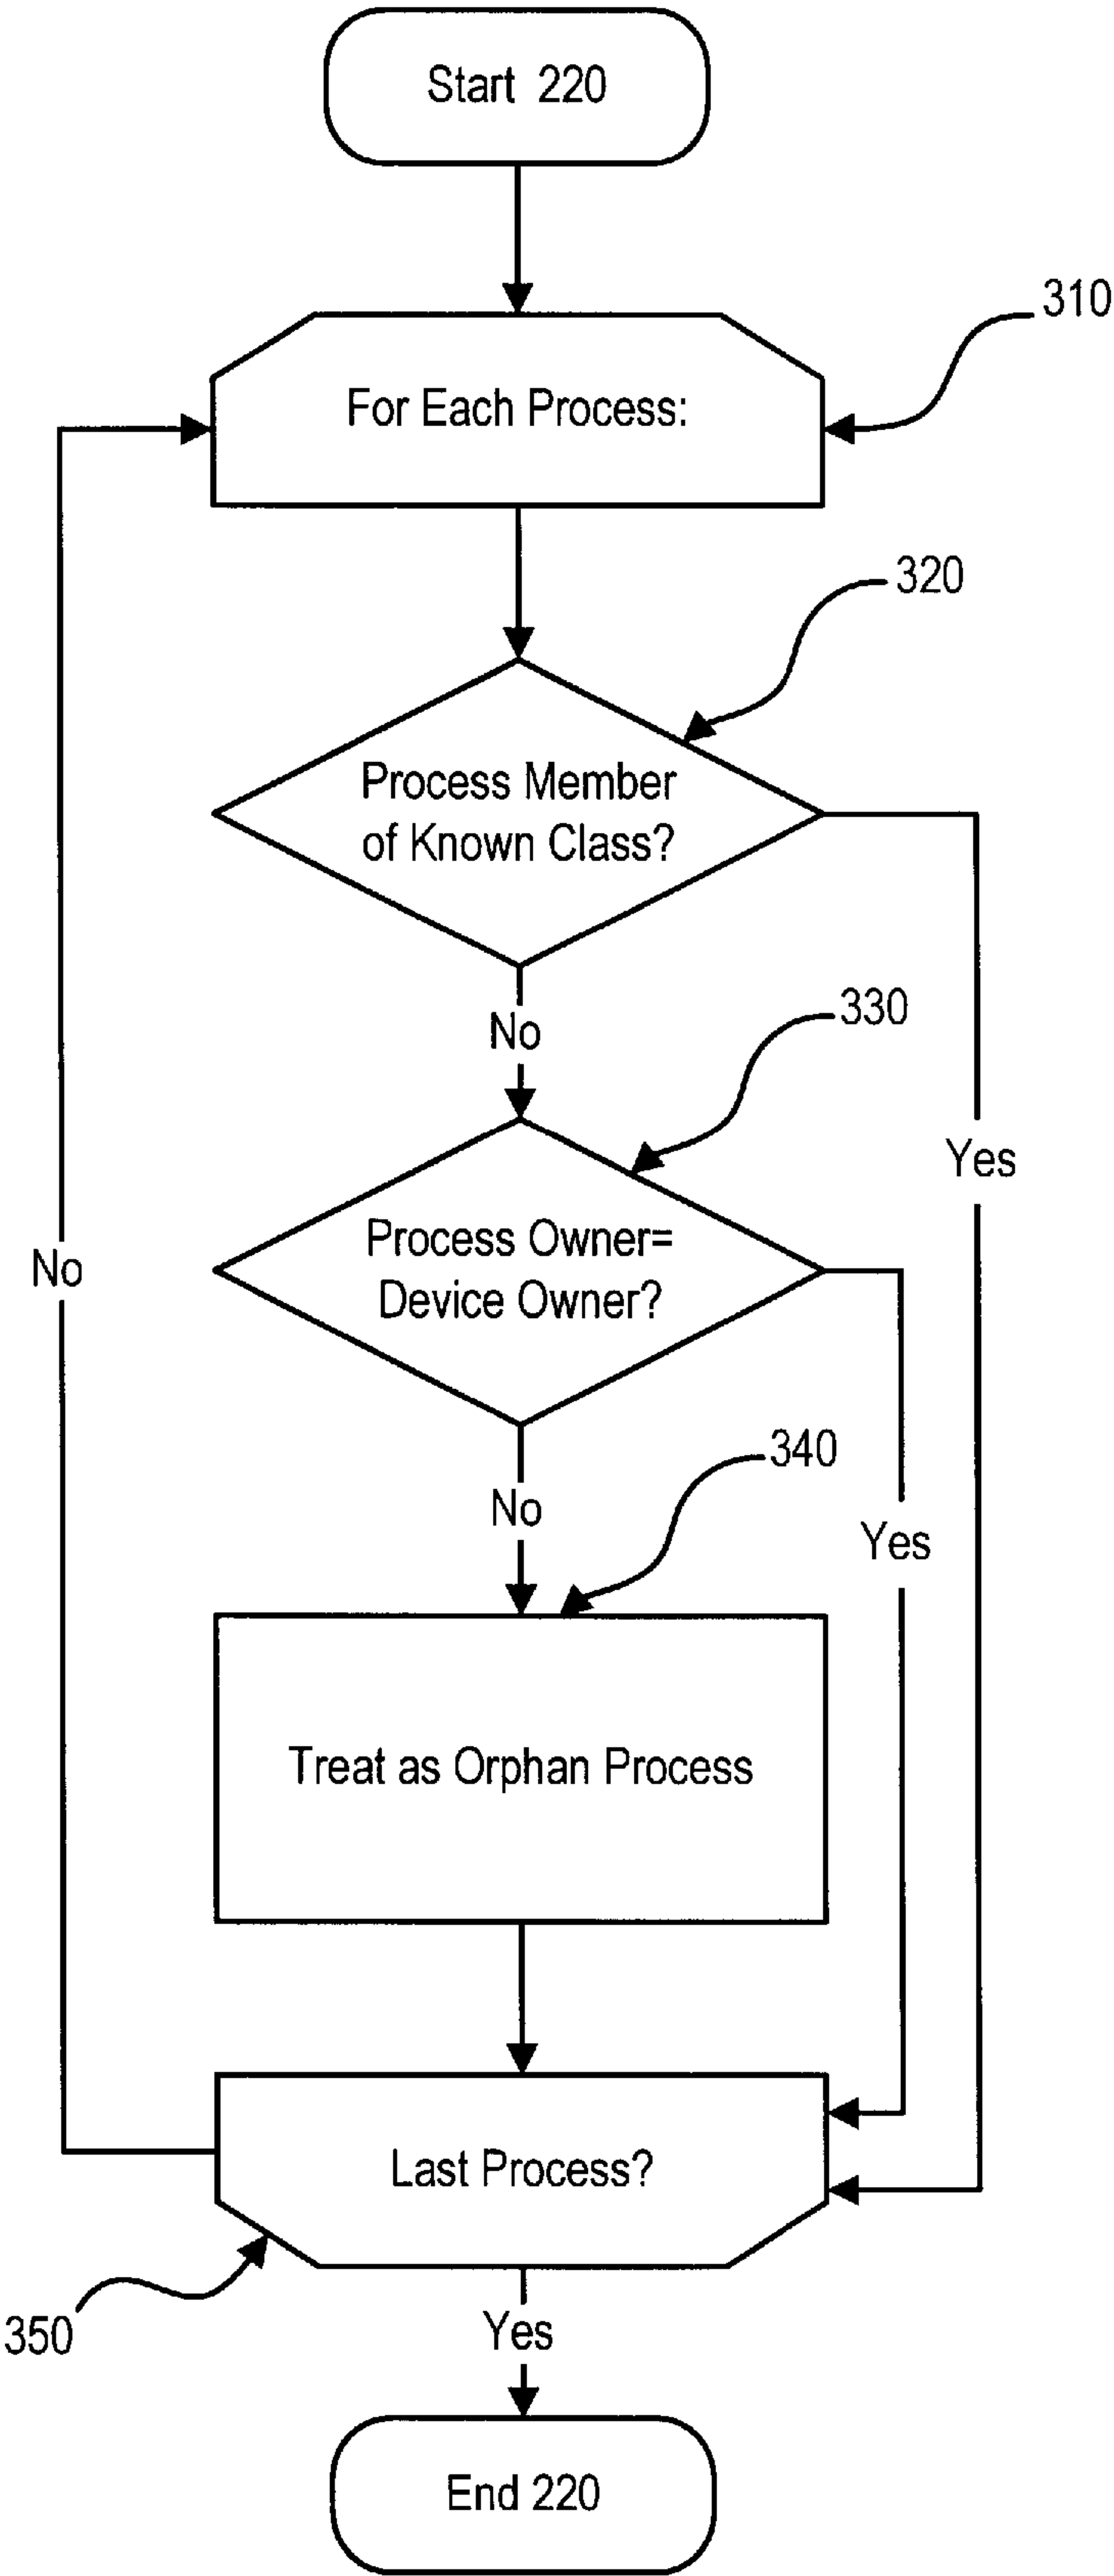 Start 220
310
For Each Process:
320
Process Member
of Known Class?
No
330
Yes
Process Owner=
Device Owner?
No
340
No
Yes
Treat as Orphan Process
Last Process?
350
Yes
End 220